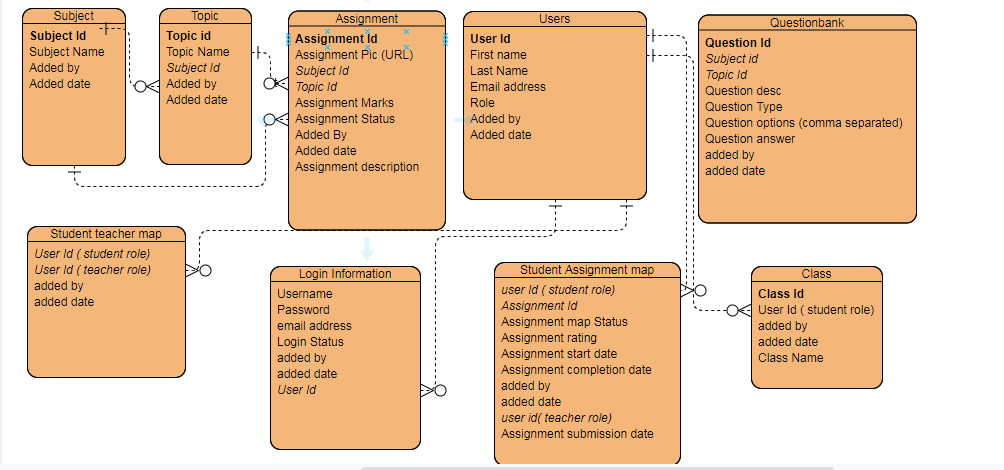 Subject
Subject Id
Subject Name
Added by
Added date
Topic
Topic id
Topic Name
Subject Id
Added by
Added date
Assignment
Assignment Id
Assignment Pic (URL)
Subject Id
Topic Id
Assignment Marks
Assignment Status
Added By
Added date
Assignment description
Users
User Id
First name
Last Name
Email address
Role
Added by
Added date
Questionbank
Question Id
Subject id
Topic Id
Question desc
Question Type
Question options (comma separated)
Question answer
added by
added date
Student teacher map
User Id ( student role)
User Id ( teacher role)
added by
added date
Login Information
Username
Password
email address
Login Status
added by
added date
User Id
Student Assignment map
user Id ( student role)
Assignment Id
Assignment map Status
Assignment rating
Assignment start date
Assignment completion date
added by
added date
user id( teacher role)
Assignment submission date
Class
Class Id
User Id ( student role)
added by
added date
Class Name